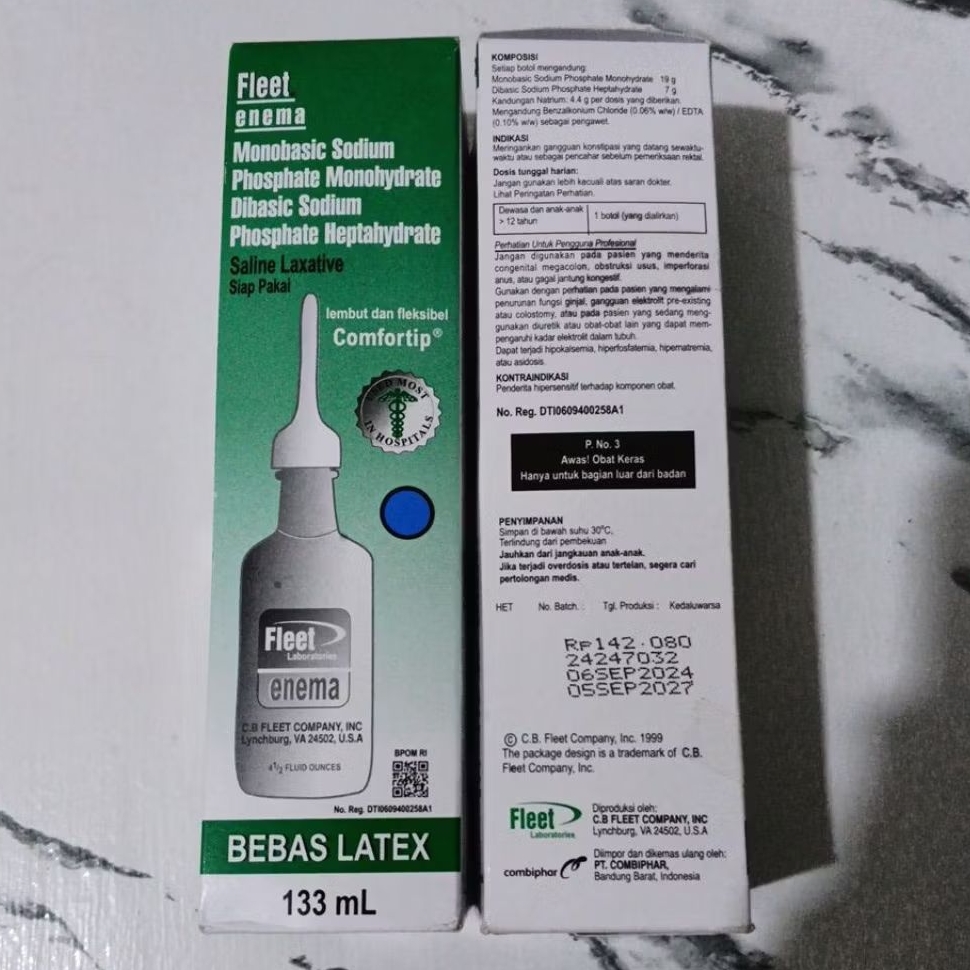 Fleet
enema
Monobasic Sodium
Phosphate Monohydrate
Dibasic Sodium
Phosphate Heptahydrate
Saline Laxative
Siap Pakai
lembut dan fleksibel
Comfortip®
MOST
IN HOSPITALS
Fleet
Laboratories
enema
C.B FLEET COMPANY, INC
Lynchburg, VA 24502, U.S.A
4 1/2 FLUID OUNCES
BPOM RI
No. Reg. DTI0609400258A1
BEBAS LATEX
133 mL
KOMPOSISI
Setiap botol mengandung:
Monobasic Sodium Phosphate Monohydrate 19 g
Dibasic Sodium Phosphate Heptahydrate 7 g
Kandungan Natrium: 4.4 g per dosis yang diberikan.
Mengandung Benzalkonium Chloride (0.06% w/w) / EDTA
(0.10% w/w) sebagai pengawet.
INDIKASI
Meringankan gangguan konstipasi yang datang sewaktu-
waktu atau sebagai pencahar sebelum pemeriksaan rektal.
Dosis tunggal harian:
Jangan gunakan lebih kecuali atas saran dokter.
Lihat Peringatan Perhatian.
Dewasa dan anak-anak 1 botol (yang dialirkan)
> 12 tahun
Perhatian Untuk Pengguna Profesional
Jangan digunakan pada pasien yang menderita
congenital megacolon, obstruksi usus, imperforasi
anus, atau gagal jantung kongestif.
Gunakan dengan perhatian pada pasien yang mengalami
penurunan fungsi ginjal, gangguan elektrolit pre-existing
atau colostomy, atau pada pasien yang sedang meng-
gunakan diuretik atau obat-obat lain yang dapat mem-
pengaruhi kadar elektrolit dalam tubuh.
Dapat terjadi hipokalsemia, hiperfosfatemia, hipernatremia,
atau asidosis.
KONTRAINDIKASI
Penderita hipersensitif terhadap komponen obat.
No. Reg. DTI0609400258A1
P. No. 3
Awas! Obat Keras
Hanya untuk bagian luar dari badan
PENYIMPANAN
Simpan di bawah suhu 30°C,
Terlindung dari pembekuan
Jauhkan dari jangkauan anak-anak.
Jika terjadi overdosis atau tertelan, segera cari
pertolongan medis.
HET No. Batch. : Tgl. Produksi : Kedaluwarsa
Rp142.080
24247032
06SEP2024
05SEP2027
© C.B. Fleet Company, Inc. 1999
The package design is a trademark of C.B.
Fleet Company, Inc.
Fleet
Laboratories
Diproduksi oleh:
C.B FLEET COMPANY, INC
Lynchburg, VA 24502, U.S.A
combiphar
Diimpor dan dikemas ulang oleh:
PT. COMBIPHAR,
Bandung Barat, Indonesia